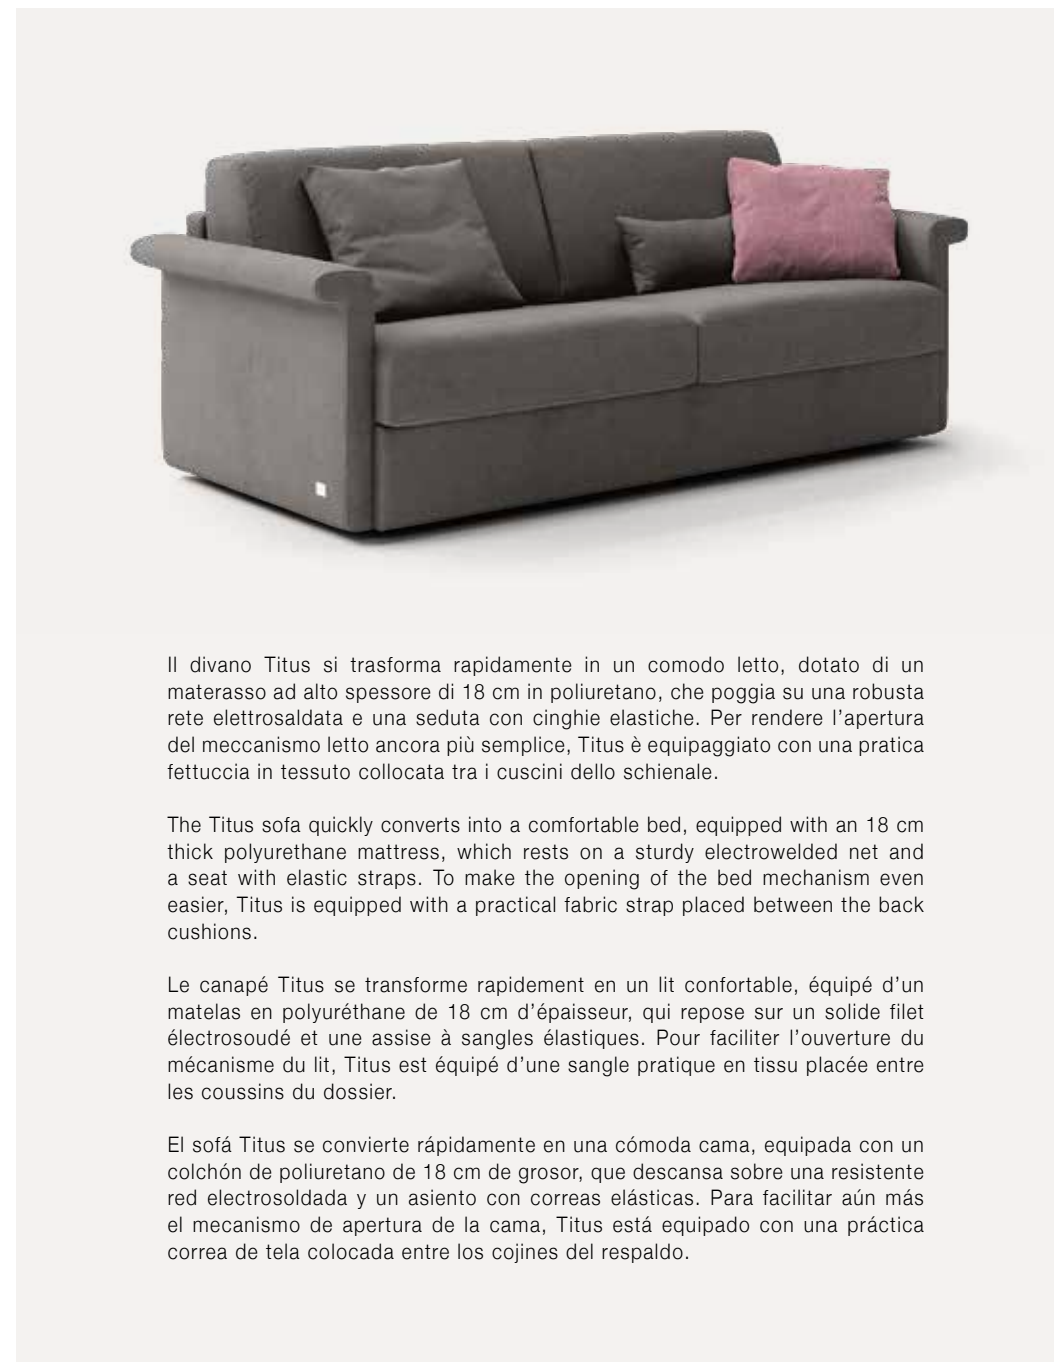 Il divano Titus si trasforma rapidamente in un comodo letto, dotato di un
materasso ad alto spessore di 18 cm in poliuretano, che poggia su una robusta
rete elettrosaldata e una seduta con cinghie elastiche. Per rendere l’apertura
del meccanismo letto ancora più semplice, Titus è equipaggiato con una pratica
fettuccia in tessuto collocata tra i cuscini dello schienale.
The Titus sofa quickly converts into a comfortable bed, equipped with an 18 cm
thick polyurethane mattress, which rests on a sturdy electrowelded net and
a seat with elastic straps. To make the opening of the bed mechanism even
easier, Titus is equipped with a practical fabric strap placed between the back
cushions.
Le canapé Titus se transforme rapidement en un lit confortable, équipé d’un
matelas en polyuréthane de 18 cm d’épaisseur, qui repose sur un solide filet
électrosoudé et une assise à sangles élastiques. Pour faciliter l’ouverture du
mécanisme du lit, Titus est équipé d’une sangle pratique en tissu placée entre
les coussins du dossier.
El sofá Titus se convierte rápidamente en una cómoda cama, equipada con un
colchón de poliuretano de 18 cm de grosor, que descansa sobre una resistente
red electrosoldada y un asiento con correas elásticas. Para facilitar aún más
el mecanismo de apertura de la cama, Titus está equipado con una práctica
correa de tela colocada entre los cojines del respaldo.